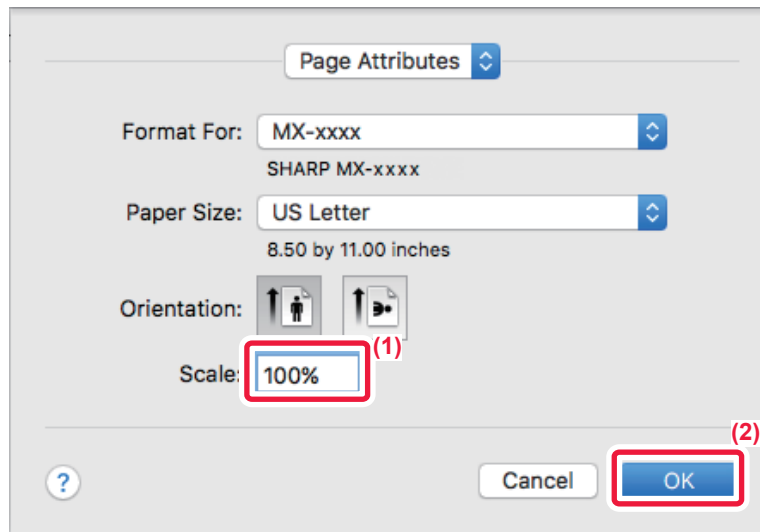 Page Attributes
Format For: MX-xxxx
SHARP MX-xxxx
Paper Size: US Letter
8.50 by 11.00 inches
Orientation:
(1)
Scale: 100%
(2)
? Cancel OK